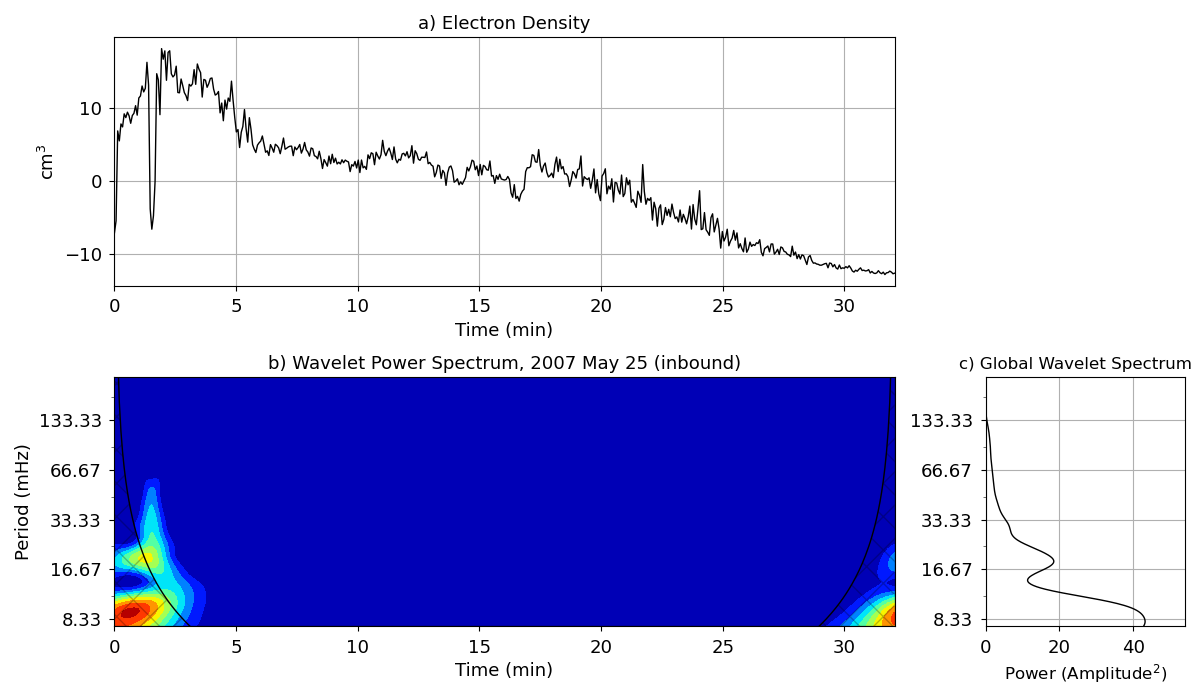 a) Electron Density
cm³
10
0
−10
0 5 10 15 20 25 30
Time (min)
b) Wavelet Power Spectrum, 2007 May 25 (inbound)
Period (mHz)
133.33
66.67
33.33
16.67
8.33
0 5 10 15 20 25 30
Time (min)
c) Global Wavelet Spectrum
133.33
66.67
33.33
16.67
8.33
0 20 40
Power (Amplitude²)